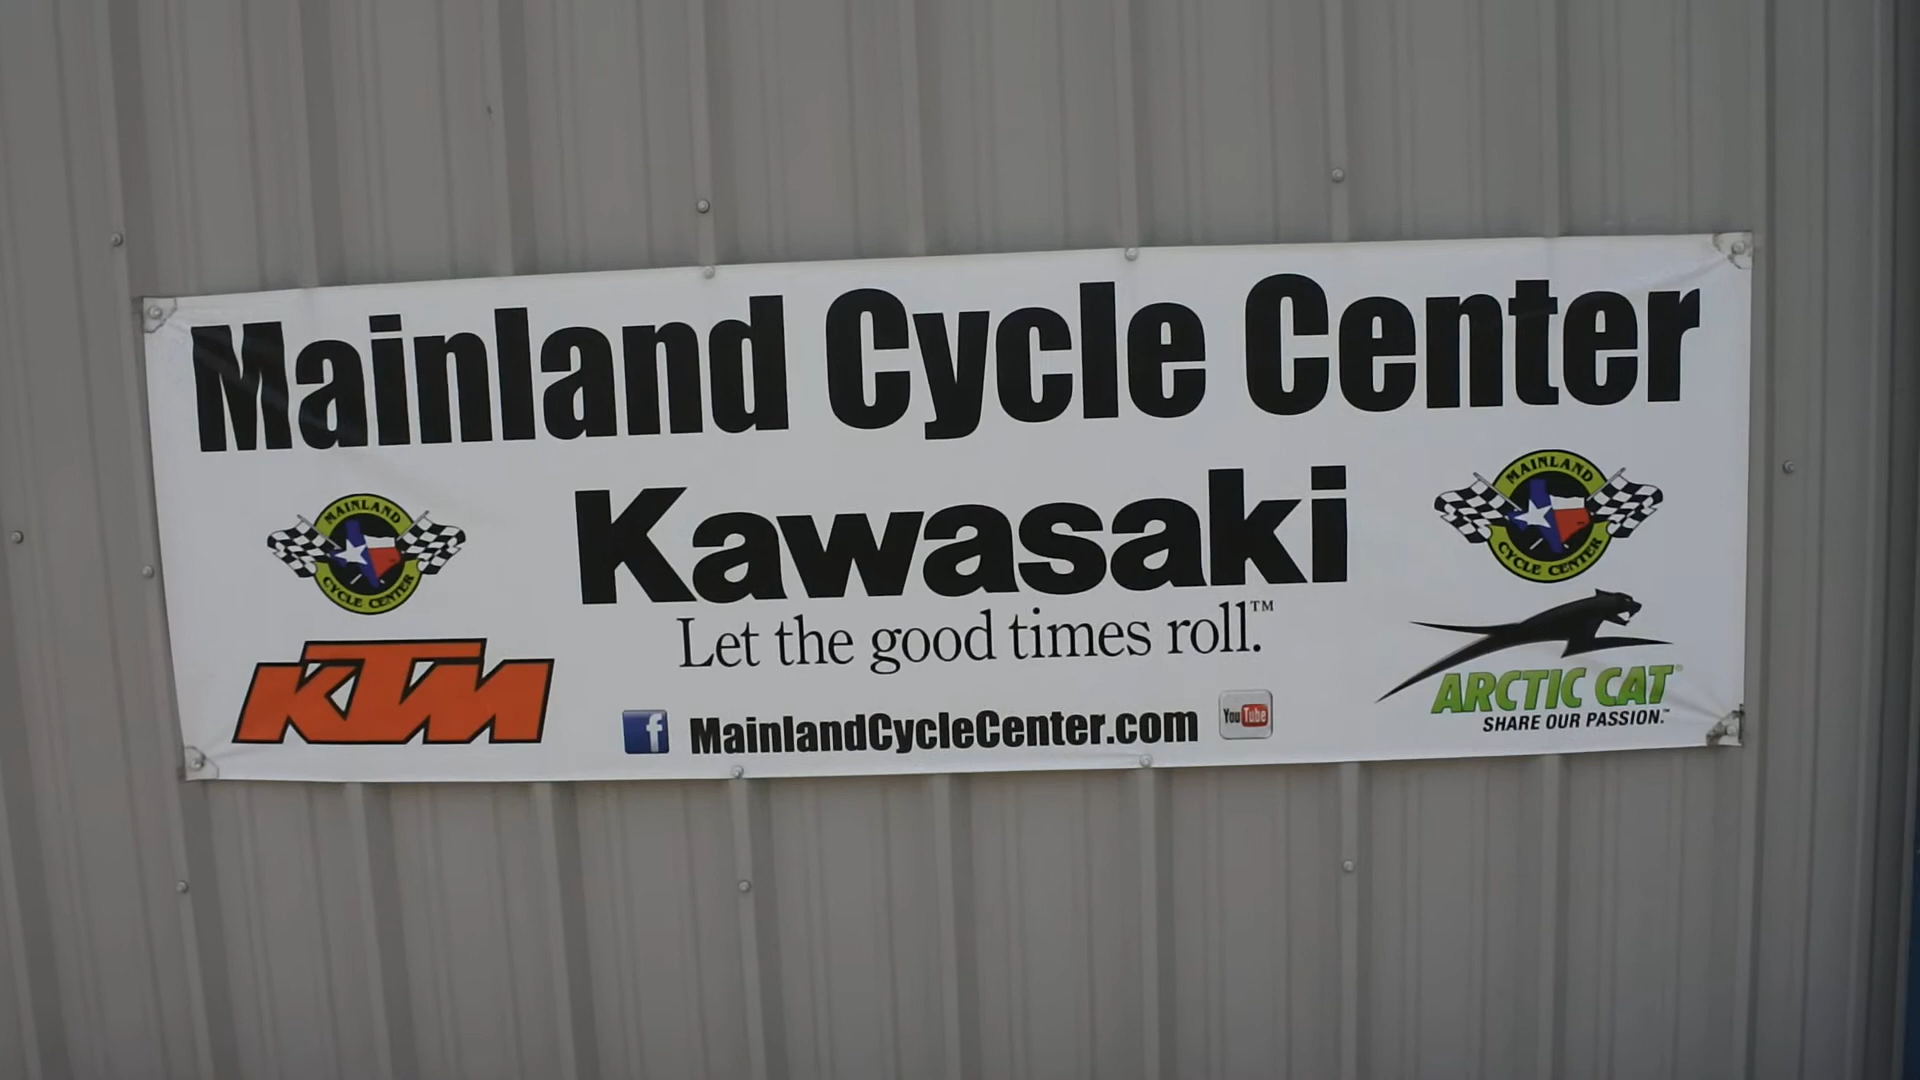 Mainland Cycle Center
MAINLAND
CYCLE CENTER
Kawasaki
Let the good times roll.™
MAINLAND
CYCLE CENTER
KTM
ARCTIC CAT®
SHARE OUR PASSION.™
f MainlandCycleCenter.com YouTube